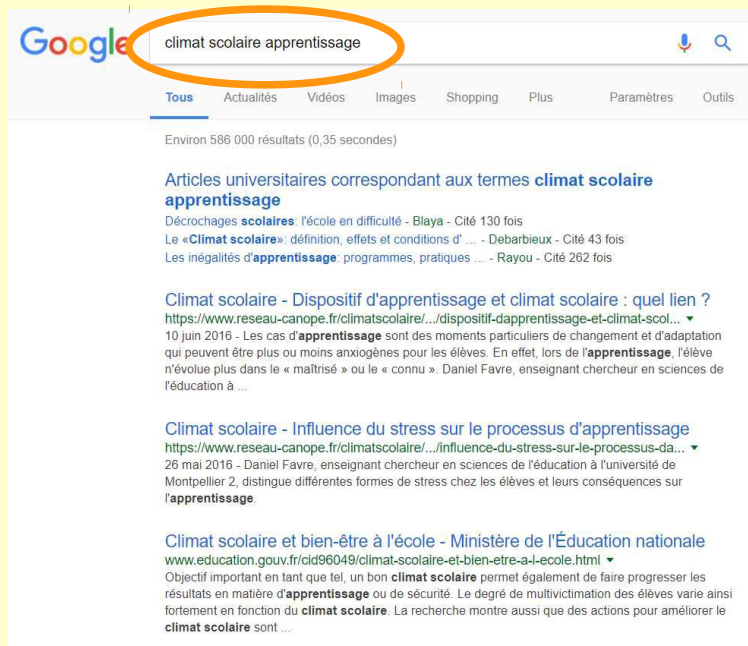 Google
climat scolaire apprentissage
Tous Actualités Vidéos Images Shopping Plus Paramètres Outils
Environ 586 000 résultats (0,35 secondes)
Articles universitaires correspondant aux termes climat scolaire
apprentissage
Décrochages scolaires: l'école en difficulté - Blaya - Cité 130 fois
Le «Climat scolaire»: définition, effets et conditions d' ... - Debarbieux - Cité 43 fois
Les inégalités d'apprentissage: programmes, pratiques ... - Rayou - Cité 262 fois
Climat scolaire - Dispositif d'apprentissage et climat scolaire : quel lien ?
https://www.reseau-canope.fr/climatscolaire/.../dispositif-dapprentissage-et-climat-scol...
10 juin 2016 - Les cas d'apprentissage sont des moments particuliers de changement et d'adaptation
qui peuvent être plus ou moins anxiogènes pour les élèves. En effet, lors de l'apprentissage, l'élève
n'évolue plus dans le « maîtrisé » ou le « connu ». Daniel Favre, enseignant chercheur en sciences de
l'éducation à ...
Climat scolaire - Influence du stress sur le processus d'apprentissage
https://www.reseau-canope.fr/climatscolaire/.../influence-du-stress-sur-le-processus-da...
26 mai 2016 - Daniel Favre, enseignant chercheur en sciences de l'éducation à l'université de
Montpellier 2, distingue différentes formes de stress chez les élèves et leurs conséquences sur
l'apprentissage.
Climat scolaire et bien-être à l'école - Ministère de l'Éducation nationale
www.education.gouv.fr/cid96049/climat-scolaire-et-bien-etre-a-l-ecole.html
Objectif important en tant que tel, un bon climat scolaire permet également de faire progresser les
résultats en matière d'apprentissage ou de sécurité. Le degré de multivictimation des élèves varie ainsi
fortement en fonction du climat scolaire. La recherche montre aussi que des actions pour améliorer le
climat scolaire sont ...